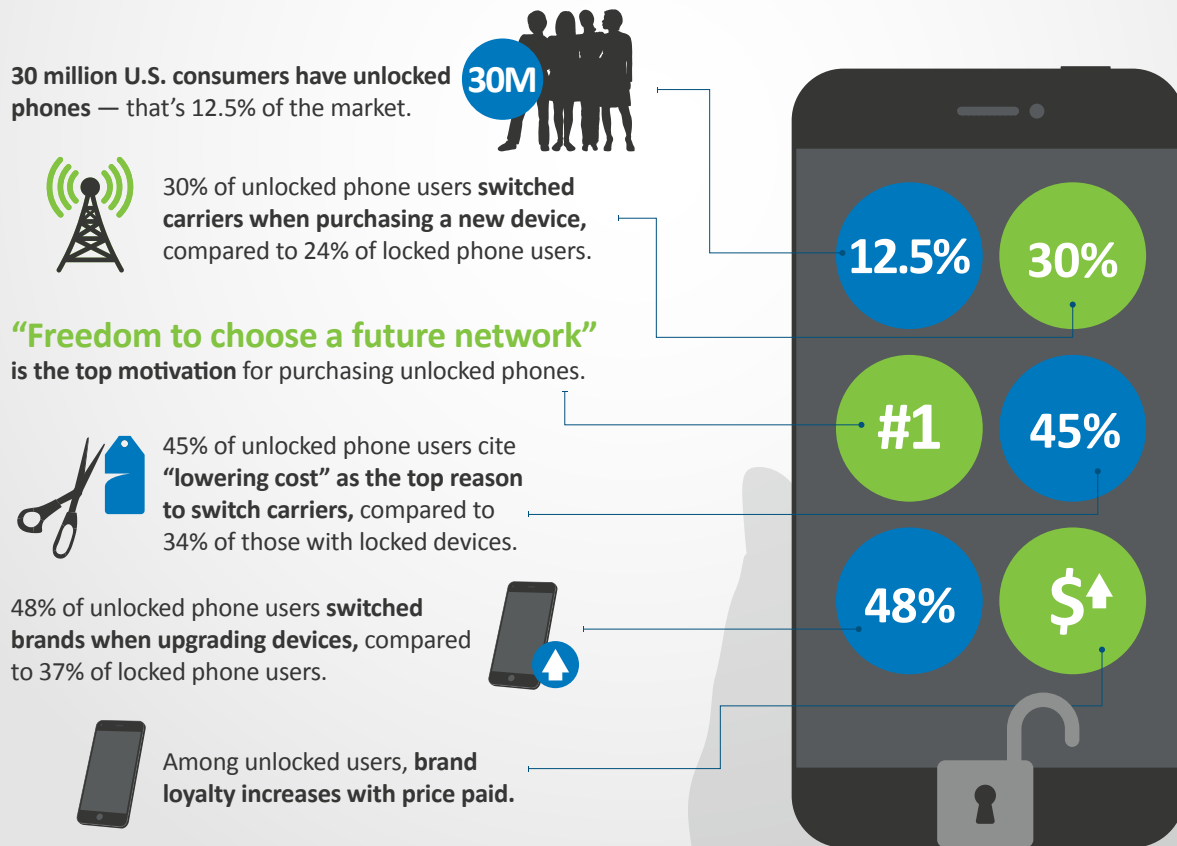 30 million U.S. consumers have unlocked
phones — that's 12.5% of the market.
30M
30% of unlocked phone users switched
carriers when purchasing a new device,
compared to 24% of locked phone users.
“Freedom to choose a future network”
is the top motivation for purchasing unlocked phones.
45% of unlocked phone users cite
“lowering cost” as the top reason
to switch carriers, compared to
34% of those with locked devices.
48% of unlocked phone users switched
brands when upgrading devices, compared
to 37% of locked phone users.
Among unlocked users, brand
loyalty increases with price paid.
12.5%
30%
#1
45%
48%
$